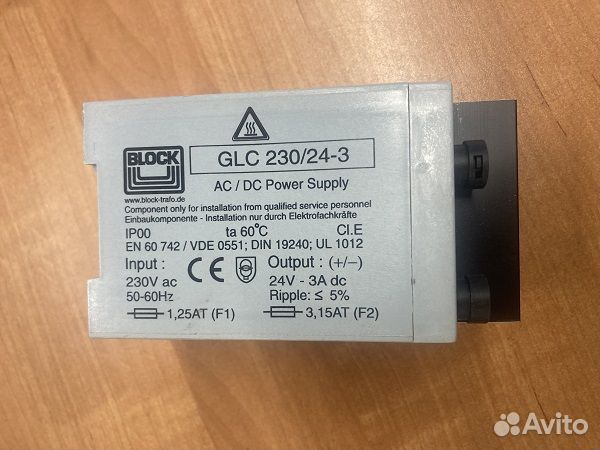 BLOCK
GLC 230/24-3
AC / DC Power Supply
www.block-trafo.de
Component only for installation from qualified service personnel
Einbaukomponente - Installation nur durch Elektrofachkräfte
IP00 ta 60°C Cl.E
EN 60 742 / VDE 0551; DIN 19240; UL 1012
Input : CE Output : (+/−)
230V ac 24V - 3A dc
50-60Hz Ripple: ≤ 5%
1,25AT (F1) 3,15AT (F2)
Avito